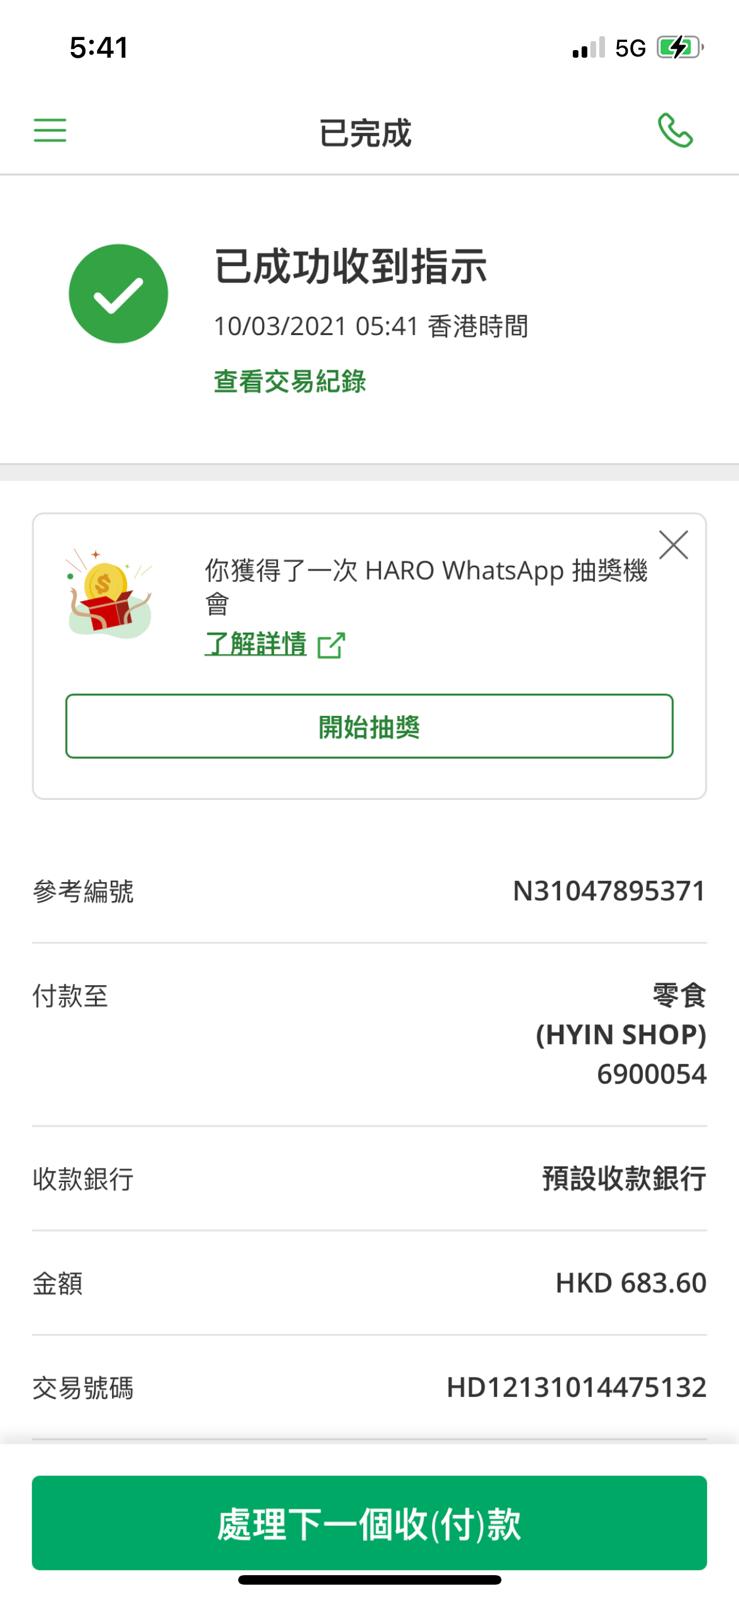 5:41
5G
已完成
已成功收到指示
10/03/2021 05:41 香港時間
查看交易紀錄
你獲得了一次 HARO WhatsApp 抽獎機
會
了解詳情
開始抽獎
參考編號
N31047895371
付款至
零食
(HYIN SHOP)
6900054
收款銀行
預設收款銀行
金額
HKD 683.60
交易號碼
HD12131014475132
處理下一個收(付)款